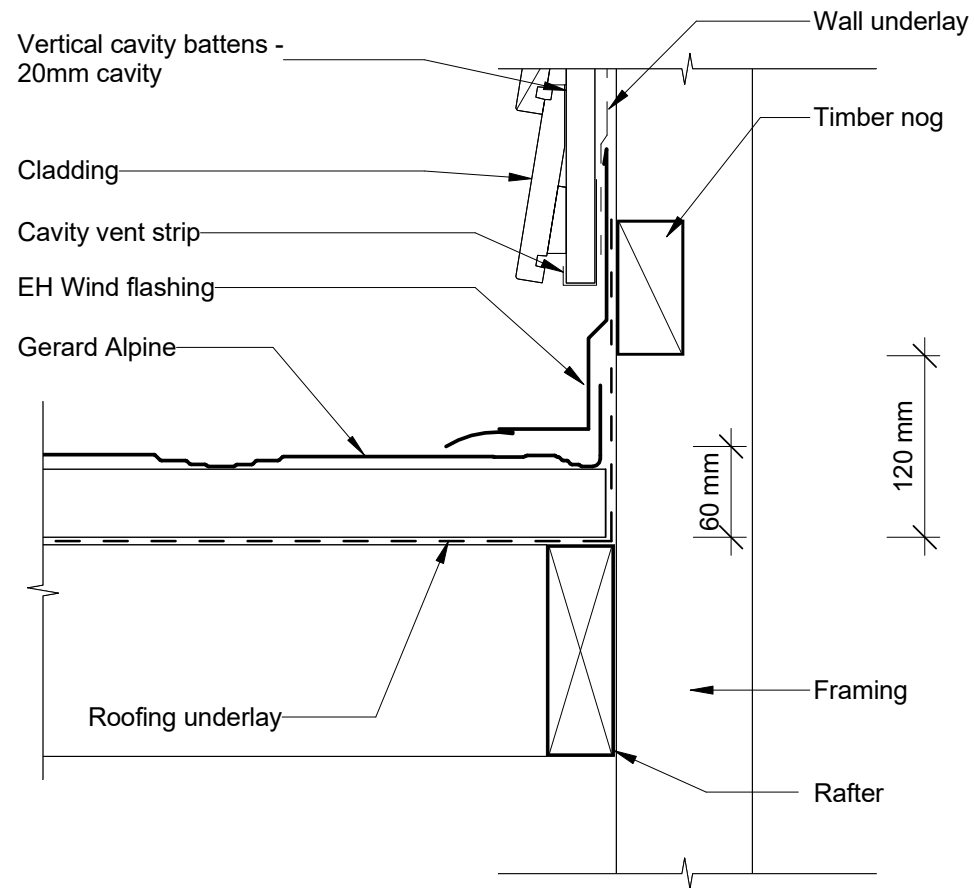 Wall underlay
Vertical cavity battens -
20mm cavity
Timber nog
Cladding
Cavity vent strip
EH Wind flashing
Gerard Alpine
120 mm
60 mm
Framing
Roofing underlay
Rafter